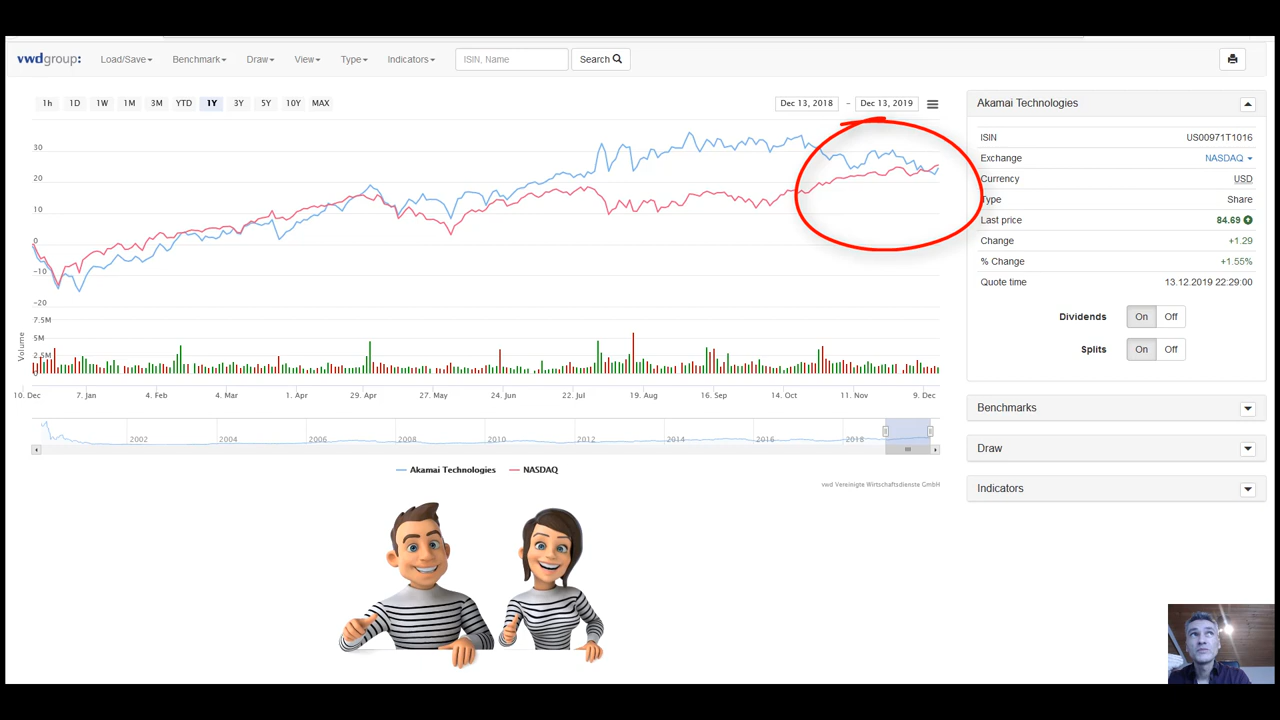 vwdgroup: Load/Save Benchmark Draw View Type Indicators ISIN, Name Search
1h 1D 1W 1M 3M YTD 1Y 3Y 5Y 10Y MAX Dec 13, 2018 – Dec 13, 2019
30
20
10
0
-10
-20
7.5M
5M
2.5M
0
Volume
10. Dec 7. Jan 4. Feb 4. Mar 1. Apr 29. Apr 27. May 24. Jun 22. Jul 19. Aug 16. Sep 14. Oct 11. Nov 9. Dec
2002 2004 2006 2008 2010 2012 2014 2016 2018
Akamai Technologies NASDAQ
vwd Vereinigte Wirtschaftsdienste GmbH
Akamai Technologies
ISIN US00971T1016
Exchange NASDAQ
Currency USD
Type Share
Last price 84.69
Change +1.29
% Change +1.55%
Quote time 13.12.2019 22:29:00
Dividends On Off
Splits On Off
Benchmarks
Draw
Indicators